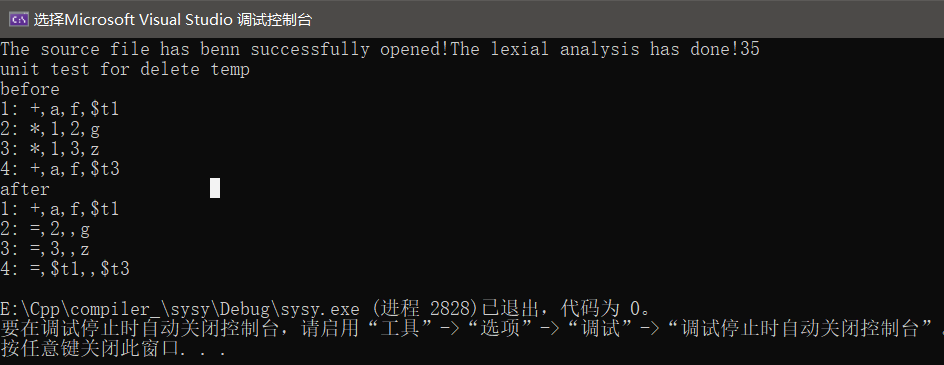 选择Microsoft Visual Studio 调试控制台
The source file has benn successfully opened!The lexial analysis has done!35
unit test for delete temp
before
1: +,a,f,$t1
2: *,1,2,g
3: *,1,3,z
4: +,a,f,$t3
after
1: +,a,f,$t1
2: =,2,,g
3: =,3,,z
4: =,$t1,,$t3
E:\Cpp\compiler_\sysy\Debug\sysy.exe (进程 2828)已退出，代码为 0。
要在调试停止时自动关闭控制台，请启用“工具”->“选项”->“调试”->“调试停止时自动关闭控制台”。
按任意键关闭此窗口. . .